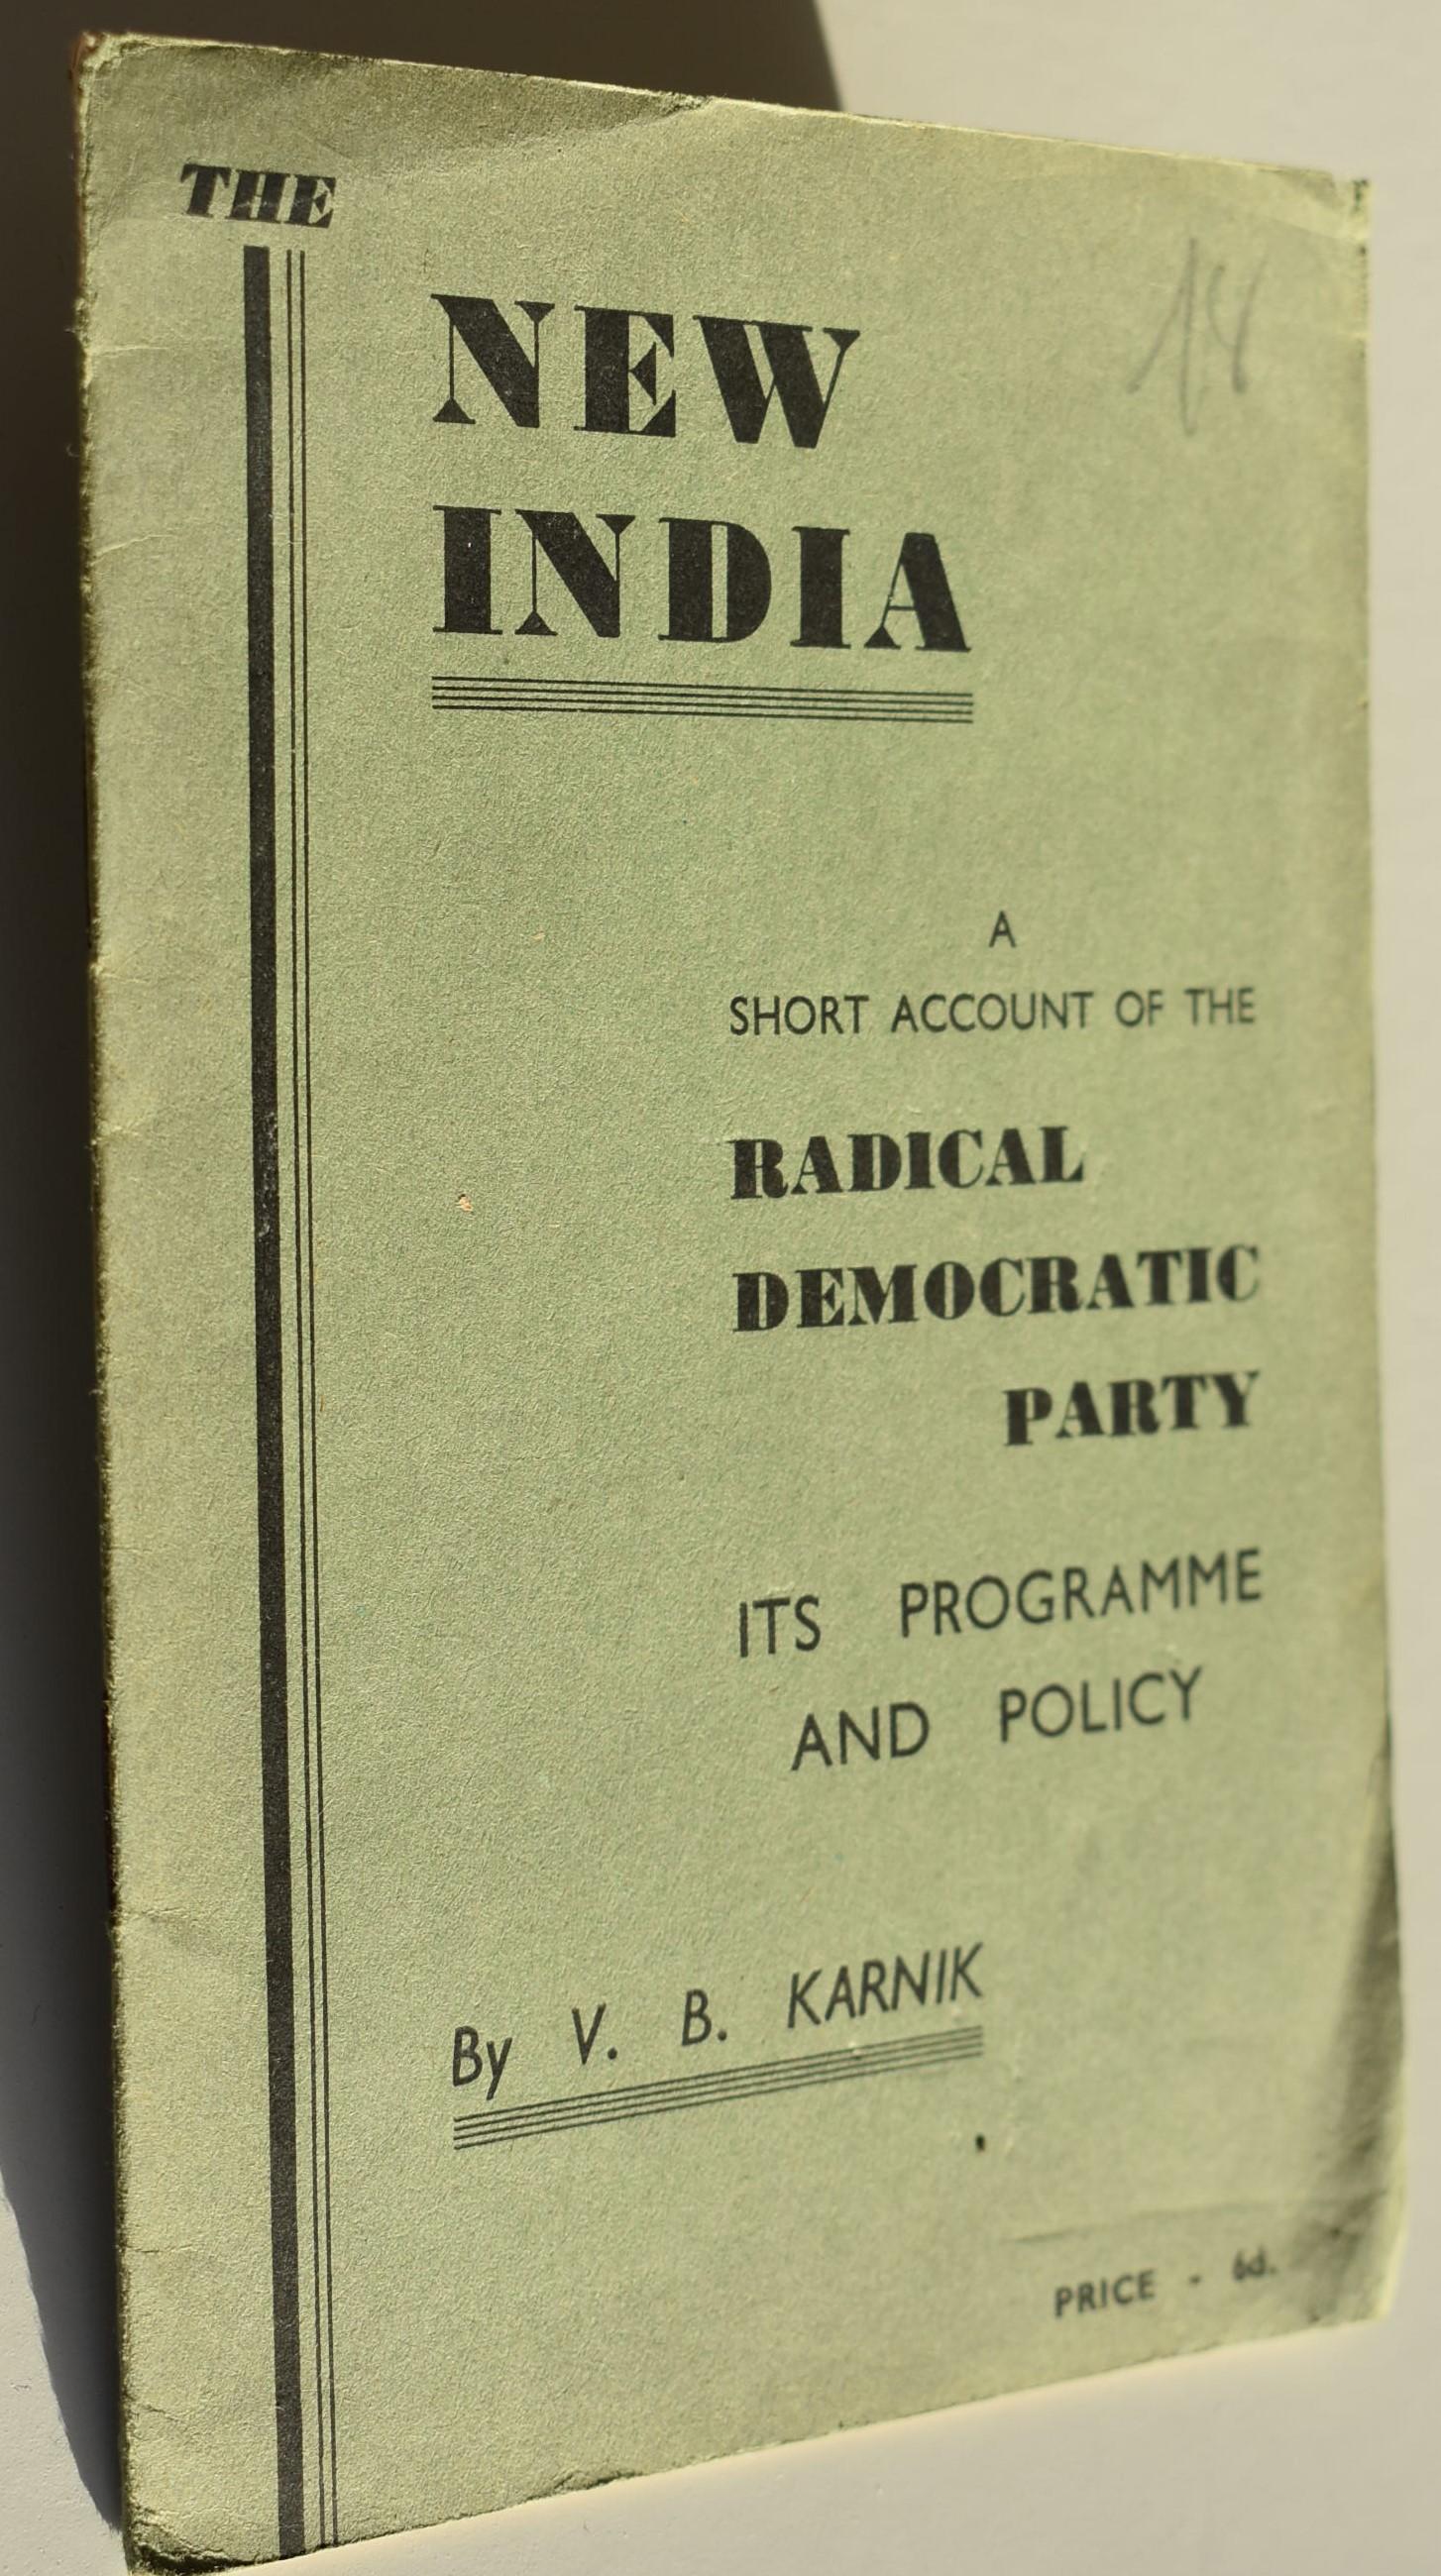 THE
NEW
INDIA
A
SHORT ACCOUNT OF THE
RADICAL
DEMOCRATIC
PARTY
ITS PROGRAMME
AND POLICY
By V. B. KARNIK
PRICE - 6d.